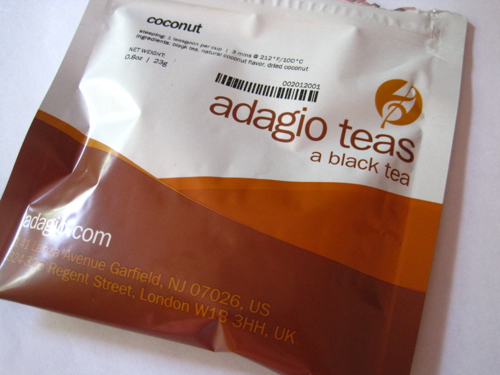 coconut
steeping: 1 teaspoon per cup | 3 mins @ 212°F/100°C
ingredients: black tea, natural coconut flavor, dried coconut
NET WEIGHT:
0.8oz | 23g
002012001
adagio teas
a black tea
adagio.com
Avenue Garfield, NJ 07026, US
Regent Street, London W1B 3HH, UK